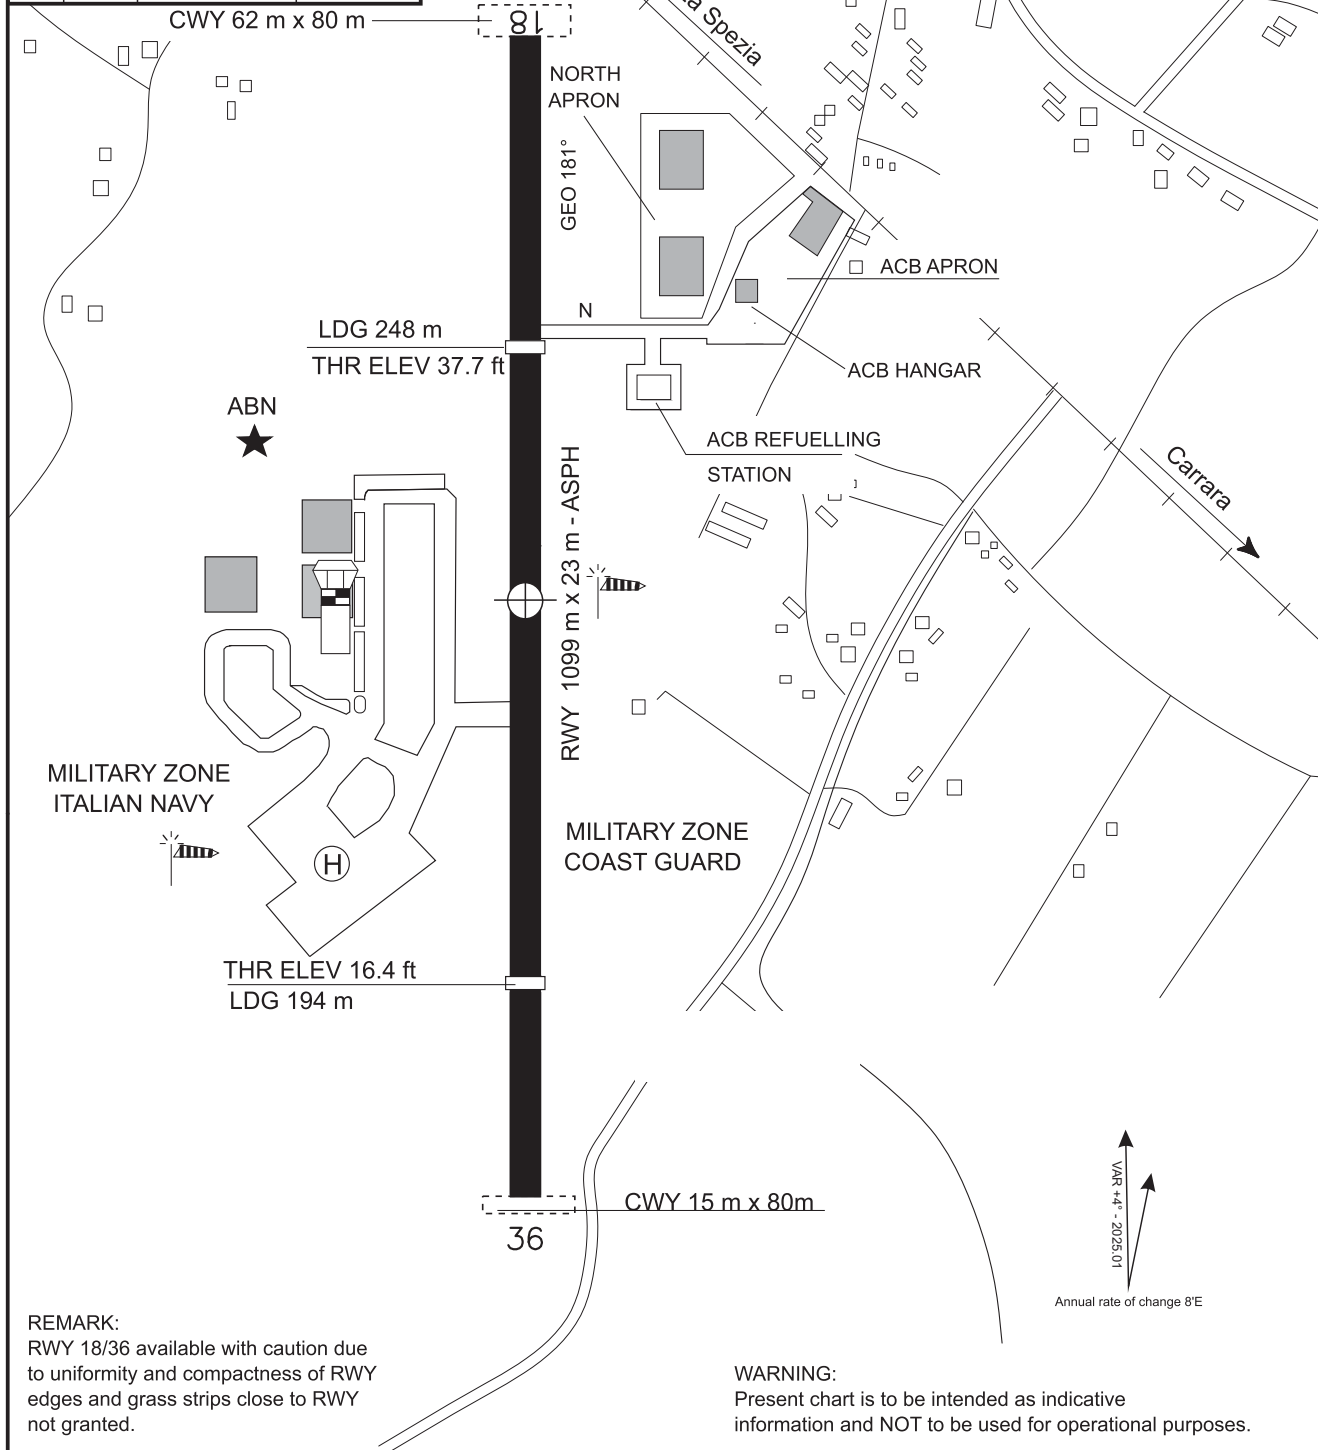 CWY 62 m x 80 m
18
La Spezia
NORTH
APRON
GEO 181°
ACB APRON
N
LDG 248 m
THR ELEV 37.7 ft
ACB HANGAR
ABN
ACB REFUELLING
STATION
Carrara
RWY 1099 m x 23 m - ASPH
MILITARY ZONE
ITALIAN NAVY
MILITARY ZONE
COAST GUARD
H
THR ELEV 16.4 ft
LDG 194 m
CWY 15 m x 80m
36
VAR +4° - 2025.01
Annual rate of change 8'E
REMARK:
RWY 18/36 available with caution due
to uniformity and compactness of RWY
edges and grass strips close to RWY
not granted.
WARNING:
Present chart is to be intended as indicative
information and NOT to be used for operational purposes.